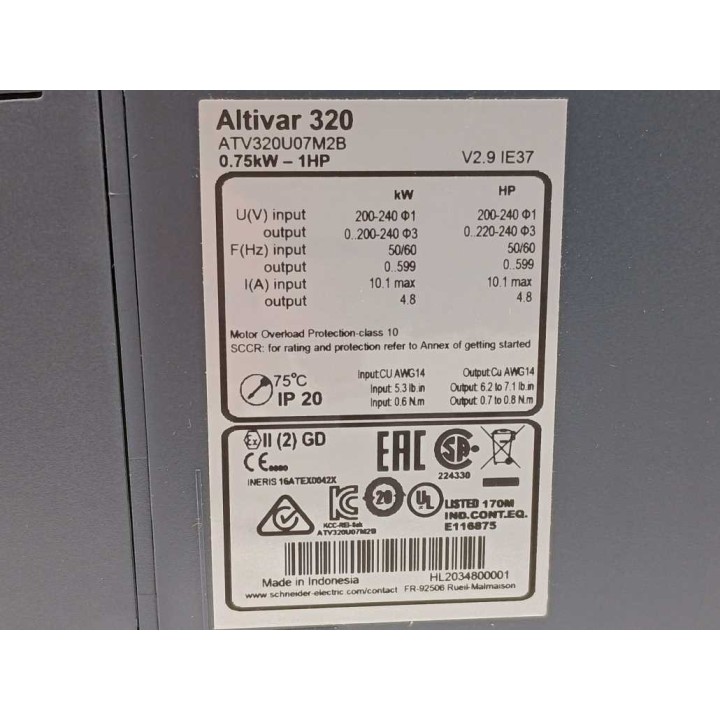 Altivar 320
ATV320U07M2B
0.75kW – 1HP V2.9 IE37
kW HP
U(V) input 200-240 Φ1 200-240 Φ1
output 0..200-240 Φ3 0..220-240 Φ3
F(Hz) input 50/60 50/60
output 0..599 0..599
I(A) input 10.1 max 10.1 max
output 4.8 4.8
Motor Overload Protection-class 10
SCCR: for rating and protection refer to Annex of getting started
75°C Input:CU AWG14 Output:Cu AWG14
IP 20 Input: 5.3 lb.in Output: 6.2 to 7.1 lb.in
Input: 0.6 N.m Output: 0.7 to 0.8 N.m
Ex II (2) GD EAC SA
CE 224330
INERIS 16ATEX0042X
KC 20 UL LISTED 170M
IND.CONT.EQ.
E116875
ATV320U07M2B
Made in Indonesia HL2034800001
www.schneider-electric.com/contact FR-92506 Rueil-Malmaison